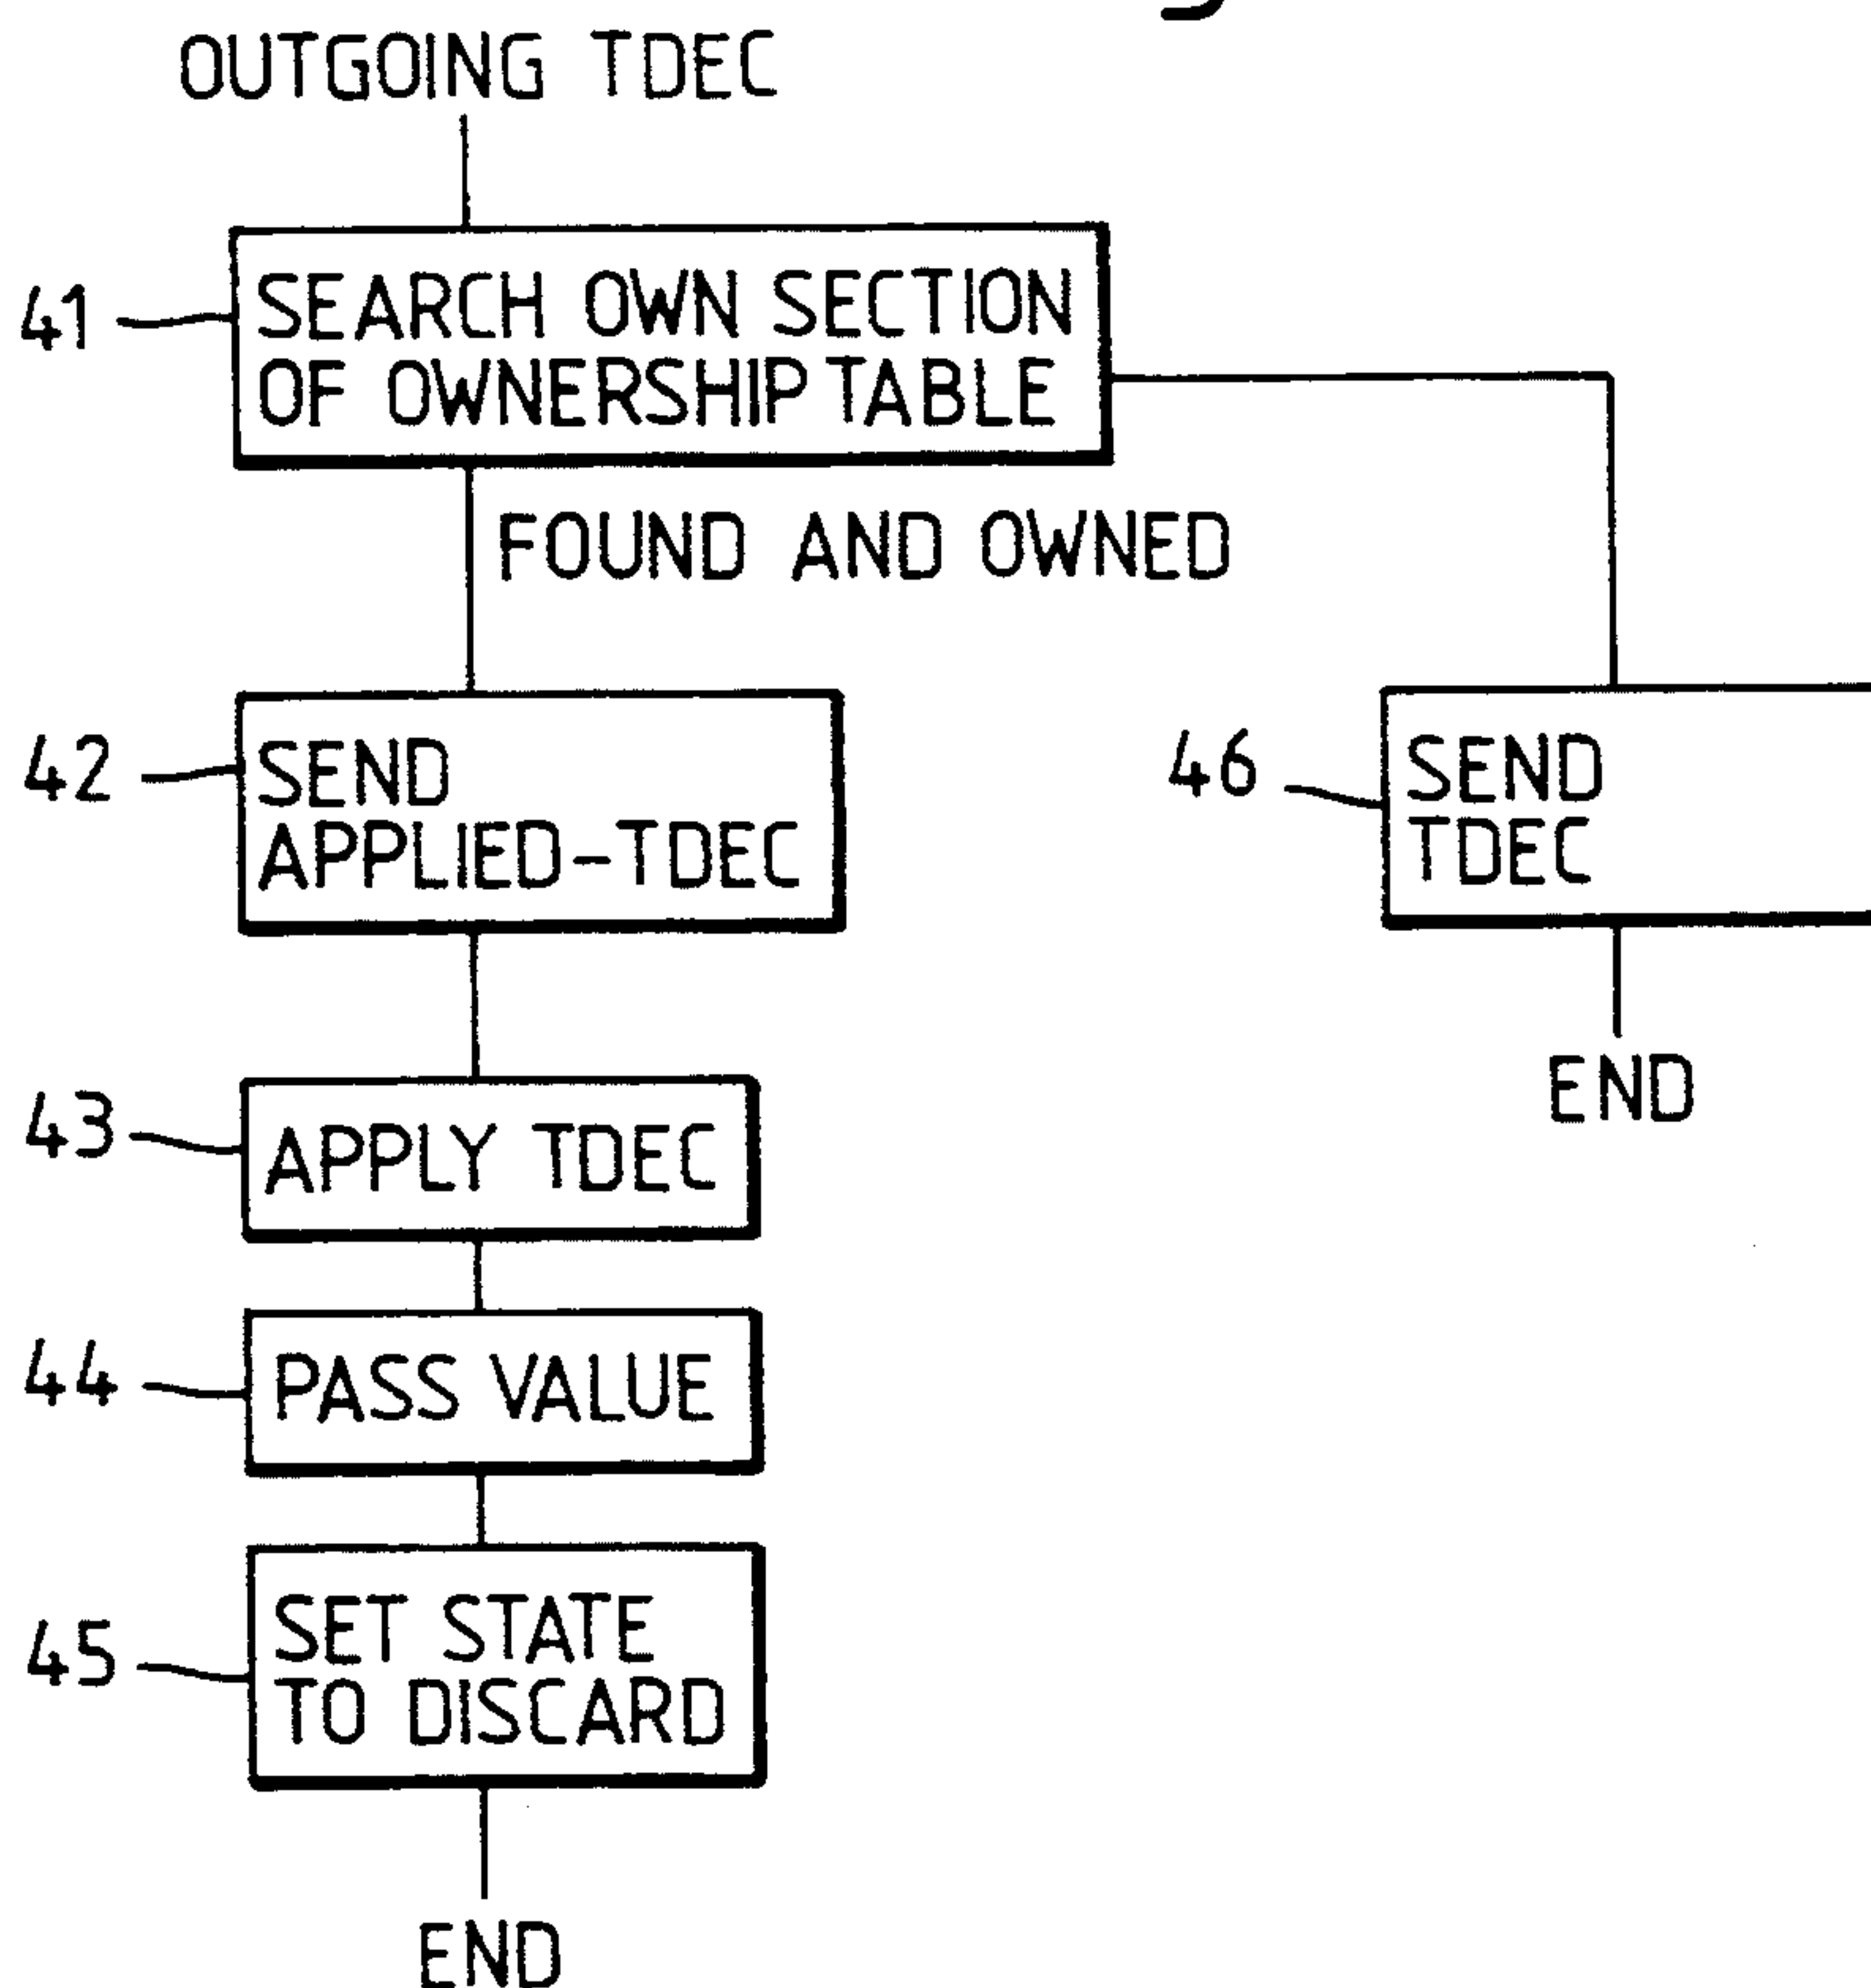 OUTGOING TDEC
41
SEARCH OWN SECTION
OF OWNERSHIP TABLE
FOUND AND OWNED
42
SEND
APPLIED-TDEC
46
SEND
TDEC
END
43
APPLY TDEC
44
PASS VALUE
45
SET STATE
TO DISCARD
END